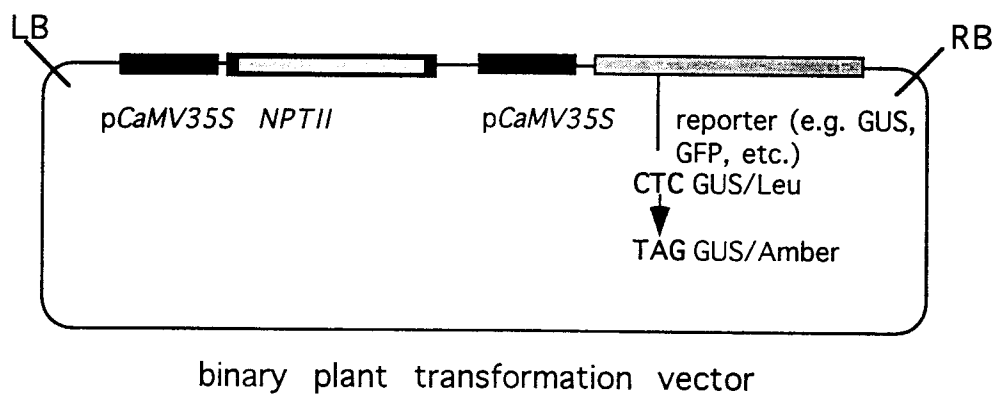 LB
RB
pCaMV35S NPTII
pCaMV35S
reporter (e.g. GUS,
GFP, etc.)
CTC GUS/Leu
TAG GUS/Amber
binary plant transformation vector